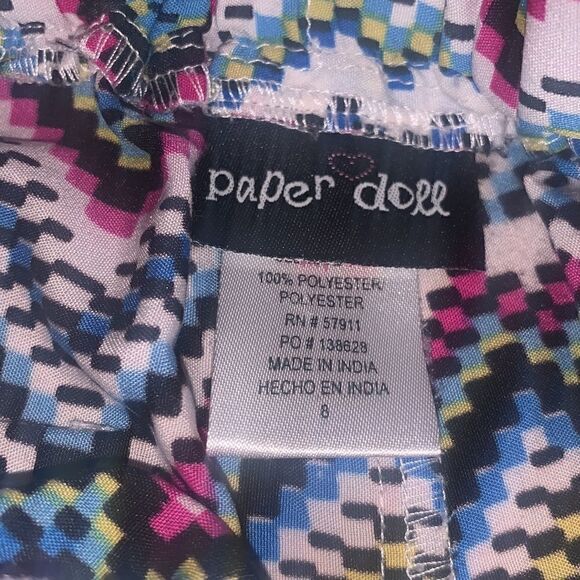 paper doll
100% POLYESTER/
POLYESTER
RN # 57911
PO # 138628
MADE IN INDIA
HECHO EN INDIA
8